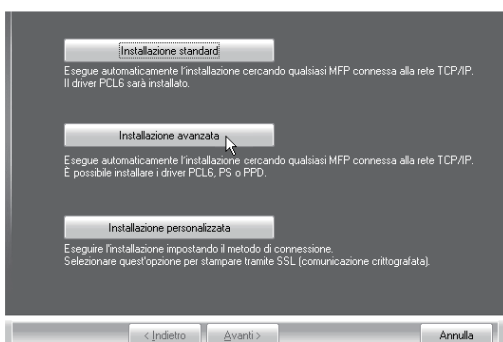 Installazione standard
Esegue automaticamente l'installazione cercando qualsiasi MFP connessa alla rete TCP/IP.
Il driver PCL6 sarà installato.
Installazione avanzata
Esegue automaticamente l'installazione cercando qualsiasi MFP connessa alla rete TCP/IP.
È possibile installare i driver PCL6, PS o PPD.
Installazione personalizzata
Eseguire l'installazione impostando il metodo di connessione.
Selezionare quest'opzione per stampare tramite SSL (comunicazione crittografata).
< Indietro Avanti > Annulla